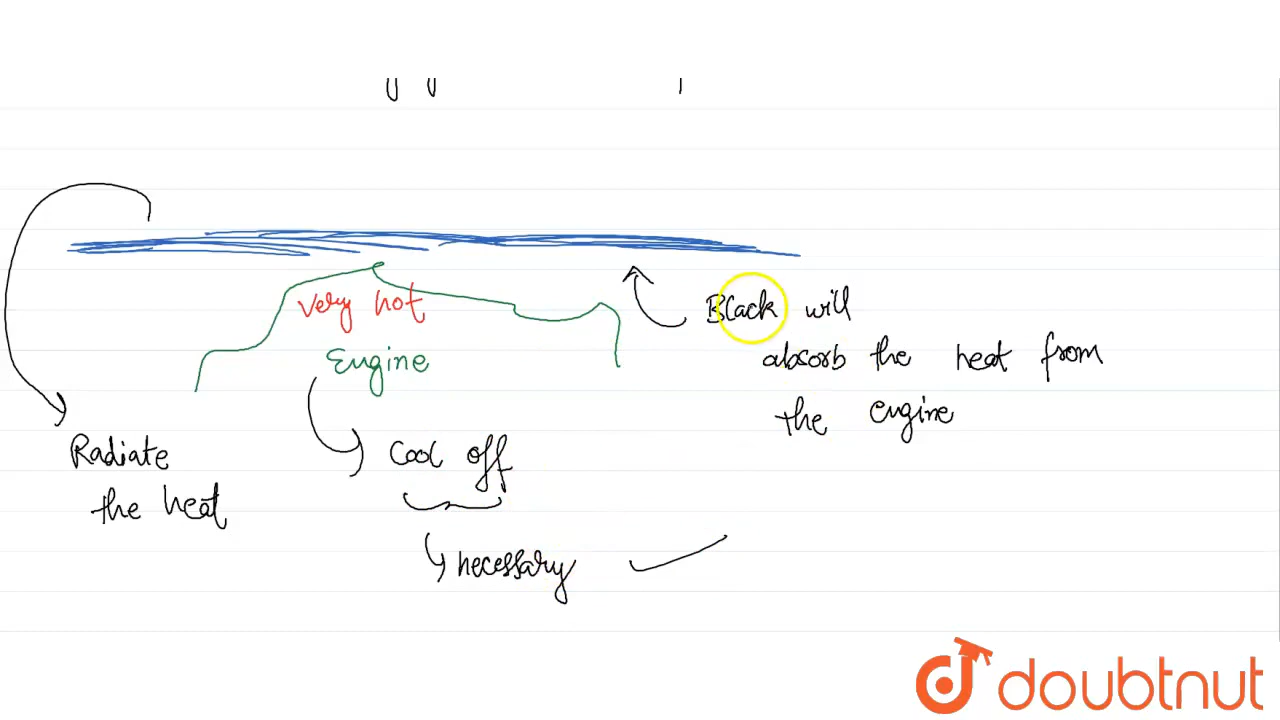 Very hot
Engine
Black will
absorb the heat from
the engine
Radiate
the heat
Cool off
necessary
doubtnut